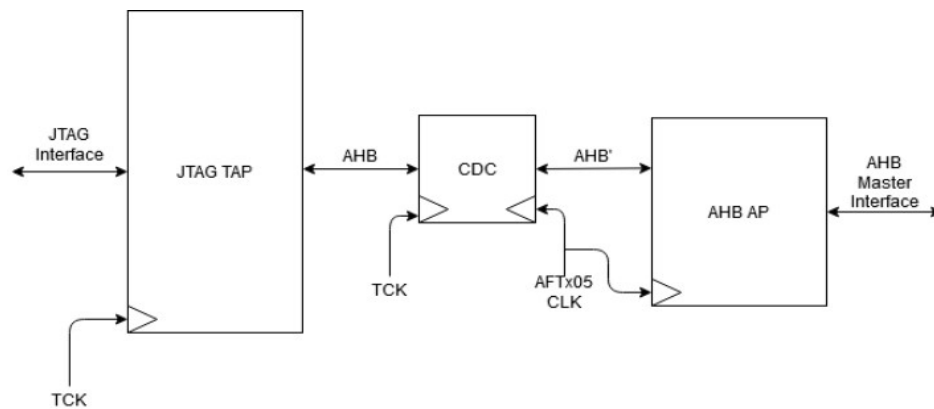 JTAG
Interface
JTAG TAP
AHB
CDC
AHB'
AHB AP
AHB
Master
Interface
TCK
AFTx05
CLK
TCK